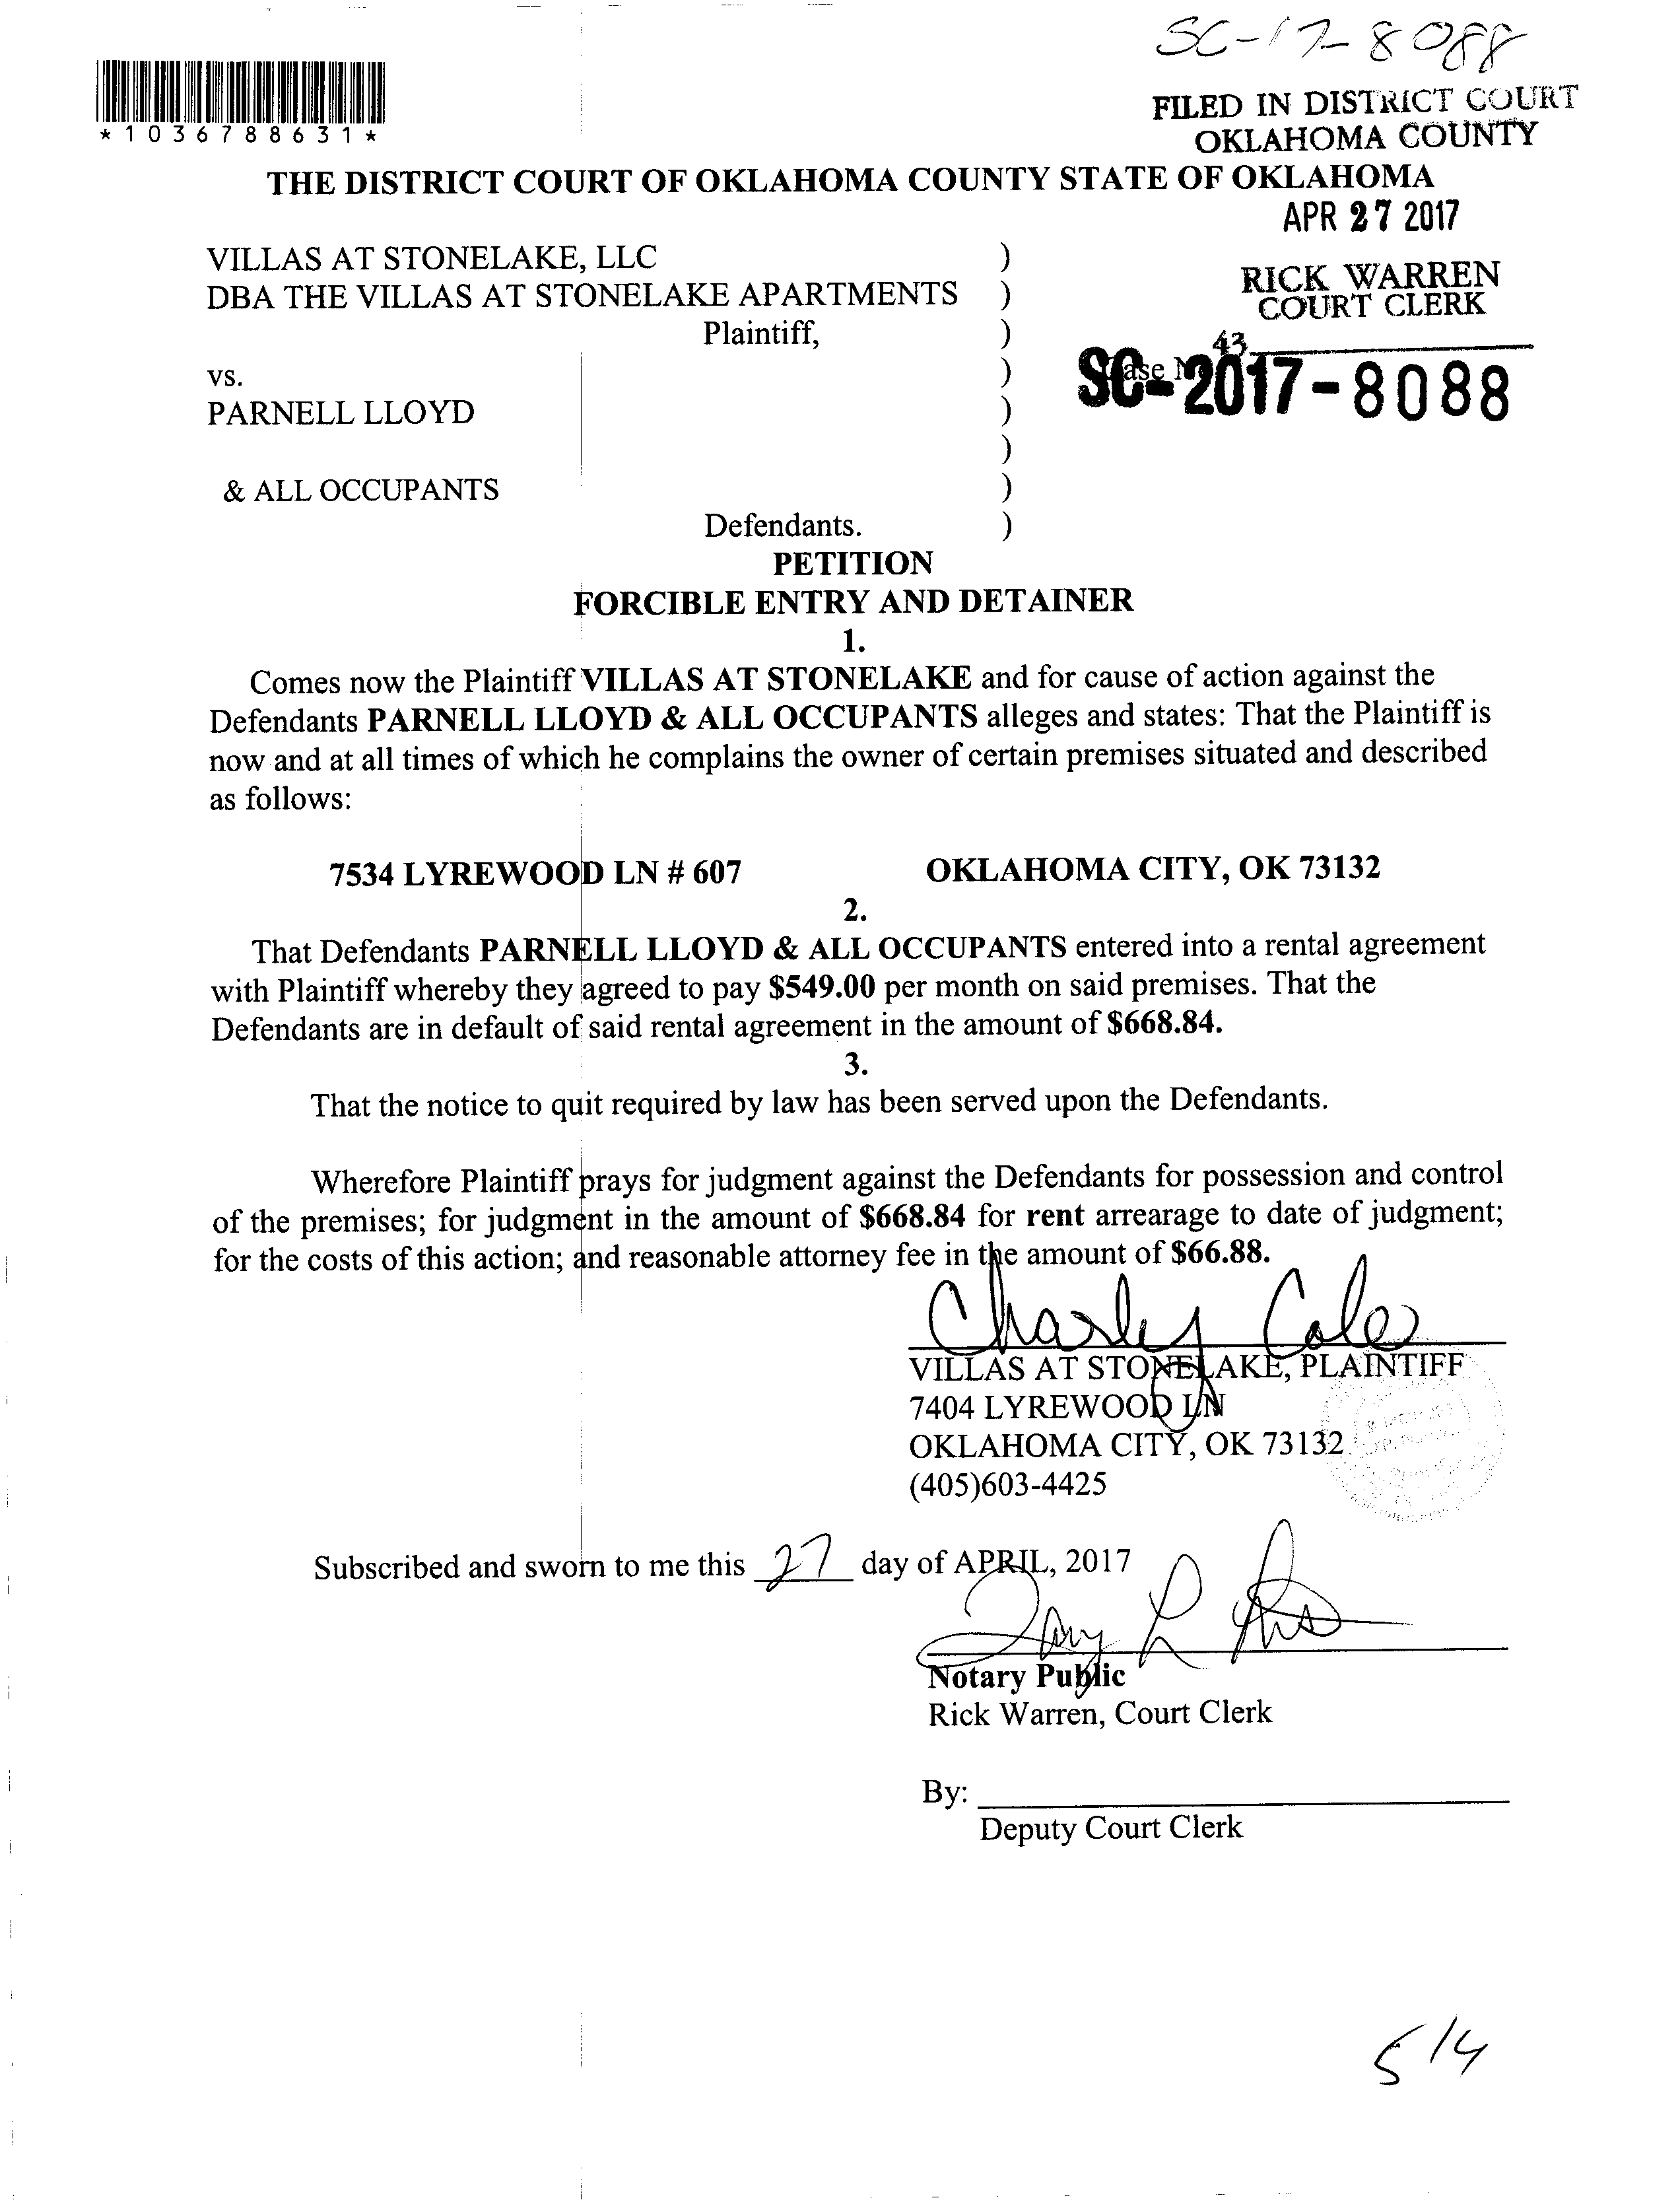 SC-17-8088
*1036788631*
FILED IN DISTRICT COURT
OKLAHOMA COUNTY
THE DISTRICT COURT OF OKLAHOMA COUNTY STATE OF OKLAHOMA
APR 27 2017
VILLAS AT STONELAKE, LLC )
DBA THE VILLAS AT STONELAKE APARTMENTS )
RICK WARREN
COURT CLERK
Plaintiff, )
43
vs. )
SC-2017-8088
PARNELL LLOYD )
)
& ALL OCCUPANTS )
Defendants. )
PETITION
FORCIBLE ENTRY AND DETAINER
1.
Comes now the Plaintiff VILLAS AT STONELAKE and for cause of action against the
Defendants PARNELL LLOYD & ALL OCCUPANTS alleges and states: That the Plaintiff is
now and at all times of which he complains the owner of certain premises situated and described
as follows:
7534 LYREWOOD LN # 607 OKLAHOMA CITY, OK 73132
2.
That Defendants PARNELL LLOYD & ALL OCCUPANTS entered into a rental agreement
with Plaintiff whereby they agreed to pay $549.00 per month on said premises. That the
Defendants are in default of said rental agreement in the amount of $668.84.
3.
That the notice to quit required by law has been served upon the Defendants.
Wherefore Plaintiff prays for judgment against the Defendants for possession and control
of the premises; for judgment in the amount of $668.84 for rent arrearage to date of judgment;
for the costs of this action; and reasonable attorney fee in the amount of $66.88.
Charley Coles
VILLAS AT STONELAKE, PLAINTIFF
7404 LYREWOOD LN
OKLAHOMA CITY, OK 73132
(405)603-4425
Subscribed and sworn to me this 27 day of APRIL, 2017
Notary Public
Rick Warren, Court Clerk
By:
Deputy Court Clerk
5/4